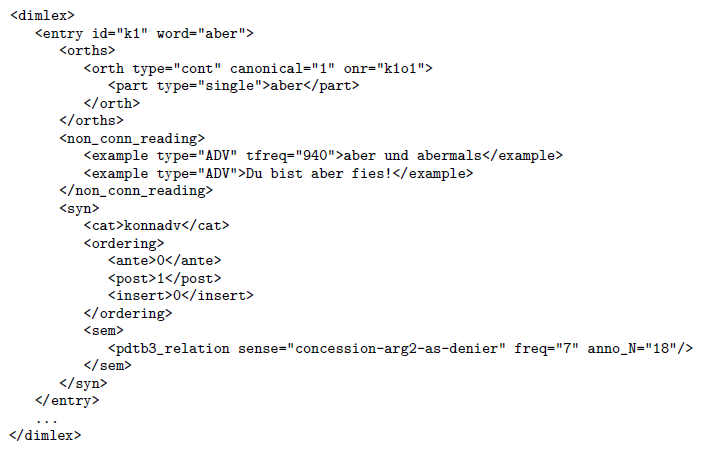 <dimlex>
<entry id="k1" word="aber">
<orths>
<orth type="cont" canonical="1" onr="k1o1">
<part type="single">aber</part>
</orth>
</orths>
<non_conn_reading>
<example type="ADV" tfreq="940">aber und abermals</example>
<example type="ADV">Du bist aber fies!</example>
</non_conn_reading>
<syn>
<cat>konnadv</cat>
<ordering>
<ante>0</ante>
<post>1</post>
<insert>0</insert>
</ordering>
<sem>
<pdtb3_relation sense="concession-arg2-as-denier" freq="7" anno_N="18"/>
</sem>
</syn>
</entry>
...
</dimlex>